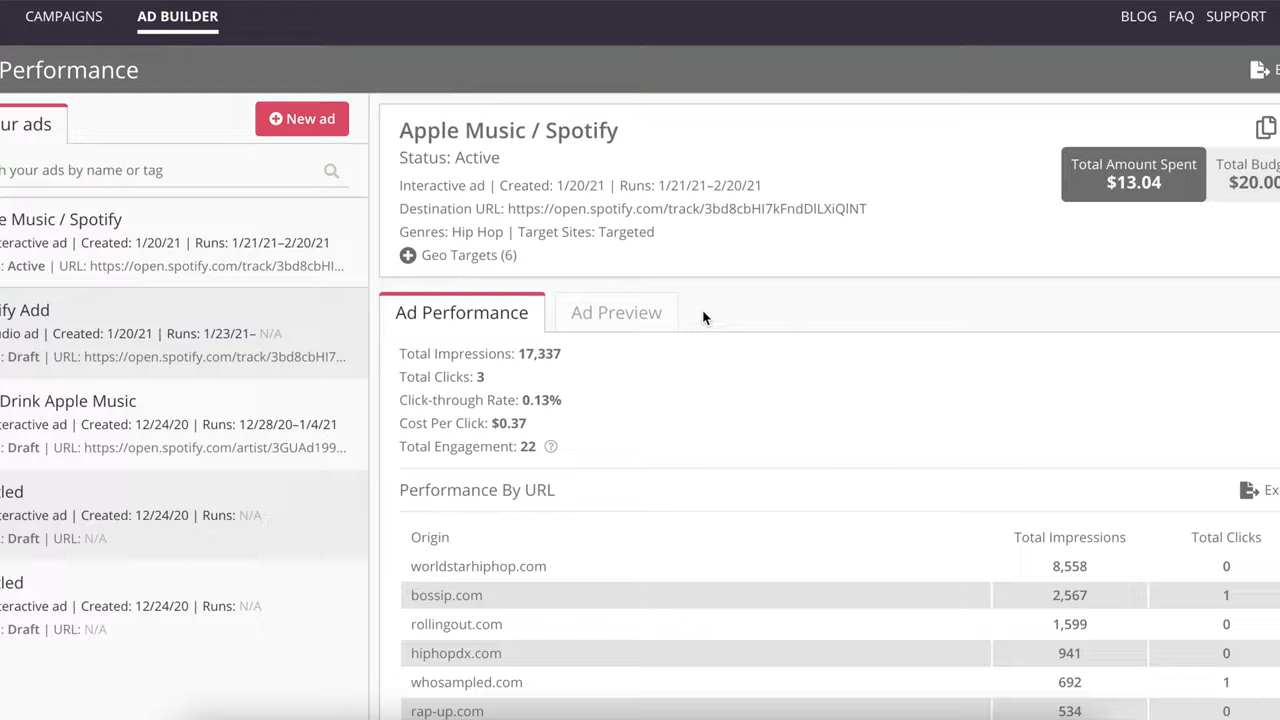 CAMPAIGNS AD BUILDER BLOG FAQ SUPPORT
Performance
ur ads
New ad
h your ads by name or tag
e Music / Spotify
teractive ad | Created: 1/20/21 | Runs: 1/21/21–2/20/21
: Active | URL: https://open.spotify.com/track/3bd8cbHI...
ify Add
udio ad | Created: 1/20/21 | Runs: 1/23/21– N/A
: Draft | URL: https://open.spotify.com/track/3bd8cbHI7...
Drink Apple Music
teractive ad | Created: 12/24/20 | Runs: 12/28/20–1/4/21
: Draft | URL: https://open.spotify.com/artist/3GUAd199...
tled
teractive ad | Created: 12/24/20 | Runs: N/A
: Draft | URL: N/A
tled
teractive ad | Created: 12/24/20 | Runs: N/A
: Draft | URL: N/A
Apple Music / Spotify
Status: Active
Interactive ad | Created: 1/20/21 | Runs: 1/21/21–2/20/21
Destination URL: https://open.spotify.com/track/3bd8cbHI7kFndDlLXiQlNT
Genres: Hip Hop | Target Sites: Targeted
Geo Targets (6)
Total Amount Spent
$13.04
Total Budg
$20.00
Ad Performance Ad Preview
Total Impressions: 17,337
Total Clicks: 3
Click-through Rate: 0.13%
Cost Per Click: $0.37
Total Engagement: 22 ?
Performance By URL Ex
Origin Total Impressions Total Clicks
worldstarhiphop.com 8,558 0
bossip.com 2,567 1
rollingout.com 1,599 0
hiphopdx.com 941 0
whosampled.com 692 1
rap-up.com 534 0